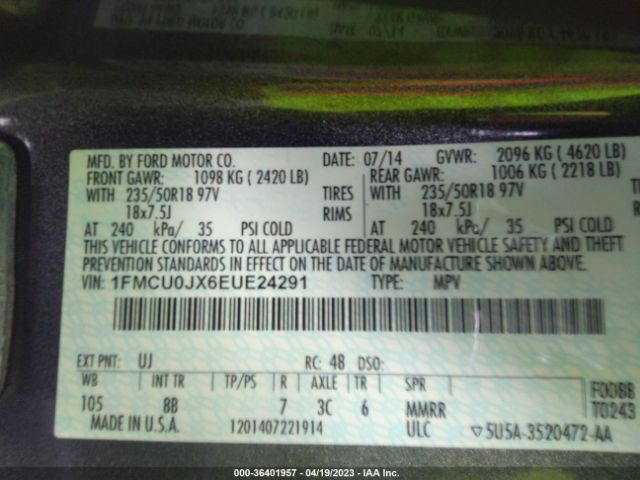 MFD. BY FORD MOTOR CO. DATE: 07/14 GVWR: 2096 KG ( 4620 LB)
FRONT GAWR: 1098 KG ( 2420 LB) REAR GAWR: 1006 KG ( 2218 LB)
WITH 235/50R18 97V TIRES WITH 235/50R18 97V
18x7.5J RIMS 18x7.5J
AT 240 kPa/ 35 PSI COLD AT 240 kPa/ 35 PSI COLD
THIS VEHICLE CONFORMS TO ALL APPLICABLE FEDERAL MOTOR VEHICLE SAFETY AND THEFT
PREVENTION STANDARDS IN EFFECT ON THE DATE OF MANUFACTURE SHOWN ABOVE.
VIN: 1FMCU0JX6EUE24291 TYPE: MPV
EXT PNT: UJ RC: 48 DSO:
WB INT TR TP/PS R AXLE TR SPR F0088
105 8B 7 3C 6 MMRR T0243
MADE IN U.S.A. 1201407221914 ULC ▽5U5A-3520472-AA
000-36401957 - 04/19/2023 - IAA Inc.